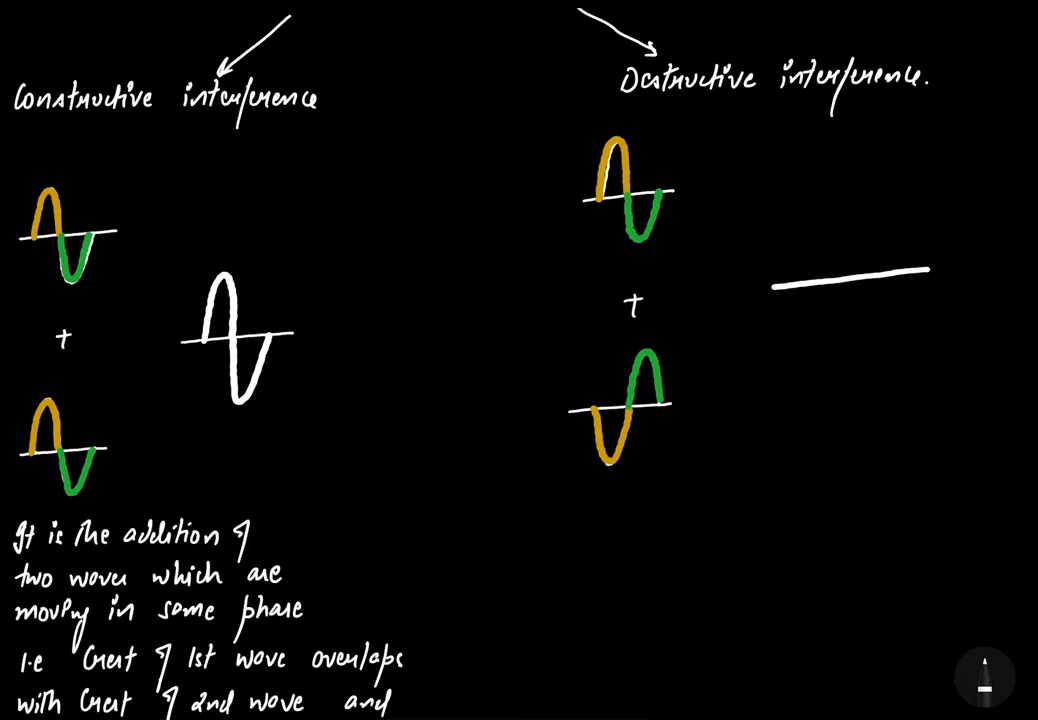 Constructive interference
Destructive interference.
+
+
It is the addition of
two waves which are
moving in same phase
i.e Crest of 1st wave overlaps
with Crest of 2nd wave and